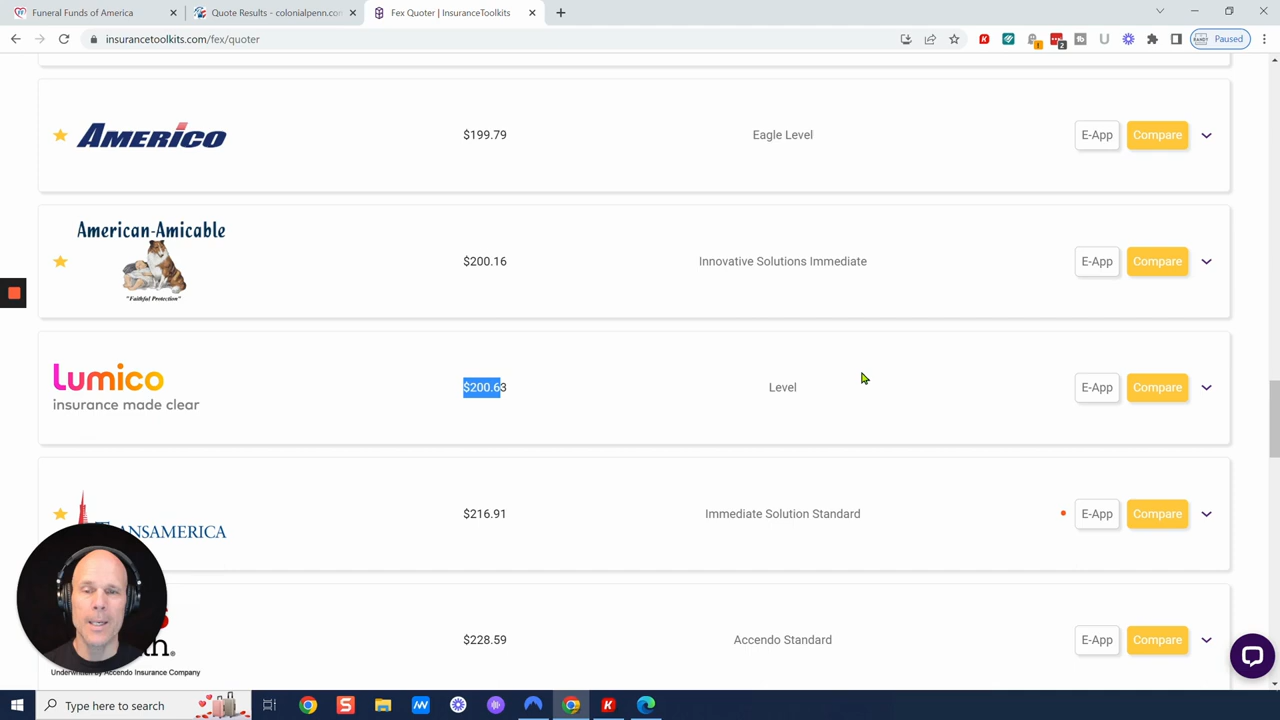 Funeral Funds of America
Quote Results - colonialpenn.co
Fex Quoter | InsuranceToolkits
insurancetoolkits.com/fex/quoter
Paused
AMERICO
$199.79
Eagle Level
E-App
Compare
American-Amicable
"Faithful Protection"
$200.16
Innovative Solutions Immediate
E-App
Compare
Lumico
insurance made clear
$200.63
Level
E-App
Compare
TRANSAMERICA
$216.91
Immediate Solution Standard
E-App
Compare
Underwritten by Accendo Insurance Company
$228.59
Accendo Standard
E-App
Compare
Type here to search